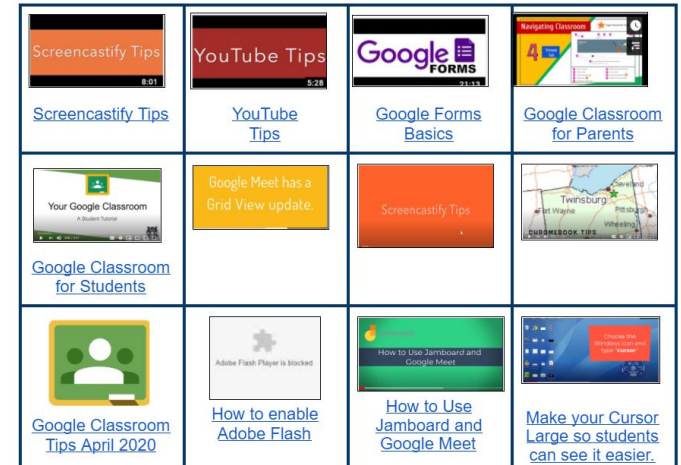 Screencastify Tips
8:01
Screencastify Tips
YouTube Tips
5:28
YouTube
Tips
Google
FORMS
21:13
Google Forms
Basics
Navigating Classroom
4
Google Classroom
for Parents
Your Google Classroom
A Student Tutorial
Google Classroom
for Students
Google Meet has a
Grid View update.
Screencastify Tips
Cleveland
Twinsburg
Fort Wayne
Pittsburgh
Wheeling
CHROMEBOOK TIPS
Google Classroom
Tips April 2020
Adobe Flash Player is blocked
How to enable
Adobe Flash
How to Use Jamboard and
Google Meet
How to Use
Jamboard and
Google Meet
Choose the
Windows icon and
type "cursor"
Make your Cursor
Large so students
can see it easier.